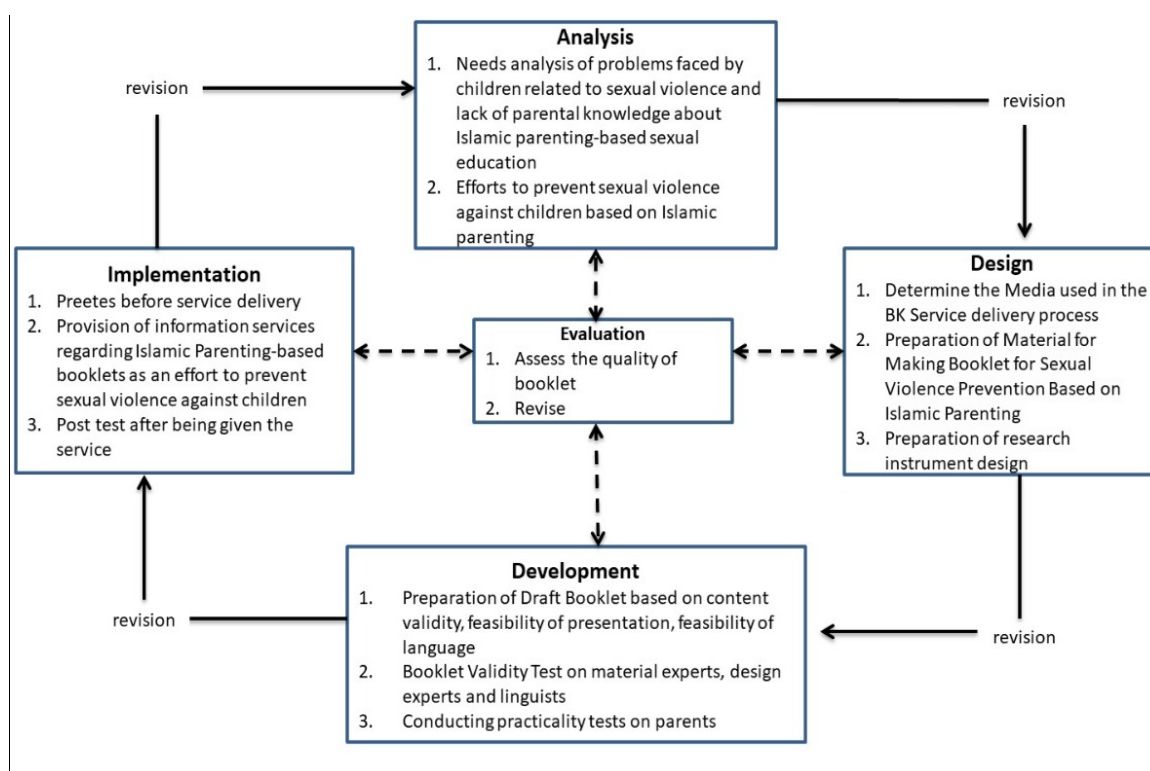 Analysis
1. Needs analysis of problems faced by
children related to sexual violence and
lack of parental knowledge about
Islamic parenting-based sexual
education
2. Efforts to prevent sexual violence
against children based on Islamic
parenting
revision
revision
Implementation
1. Preetes before service delivery
2. Provision of information services
regarding Islamic Parenting-based
booklets as an effort to prevent
sexual violence against children
3. Post test after being given the
service
Evaluation
1. Assess the quality of
booklet
2. Revise
Design
1. Determine the Media used in the
BK Service delivery process
2. Preparation of Material for
Making Booklet for Sexual
Violence Prevention Based on
Islamic Parenting
3. Preparation of research
instrument design
Development
1. Preparation of Draft Booklet based on content
validity, feasibility of presentation, feasibility of
language
2. Booklet Validity Test on material experts, design
experts and linguists
3. Conducting practicality tests on parents
revision
revision